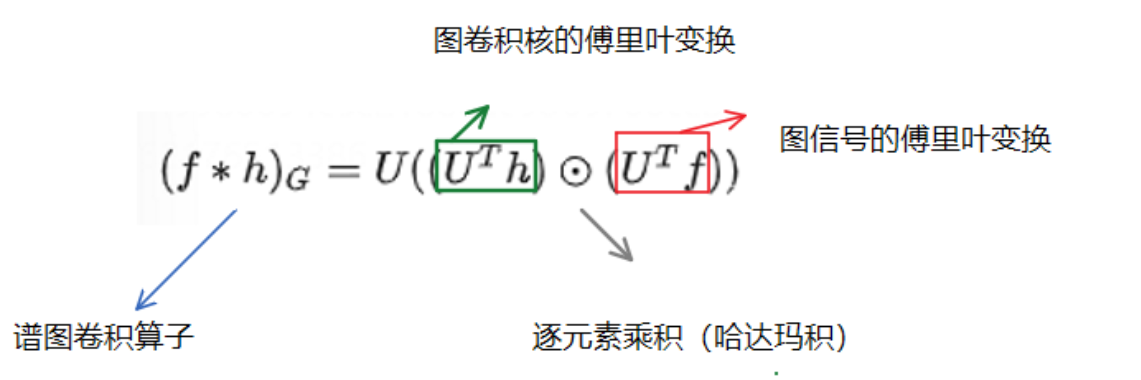 图卷积核的傅里叶变换
图信号的傅里叶变换
(f * h)_G = U((U^T h) ⊙ (U^T f))
谱图卷积算子
逐元素乘积（哈达玛积）